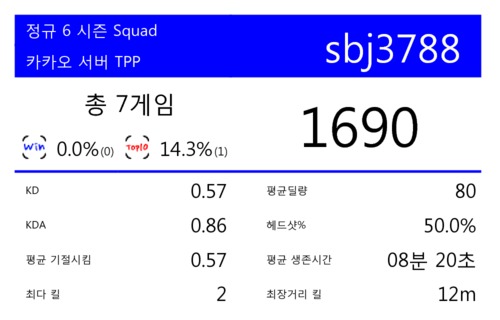 정규 6 시즌 Squad
카카오 서버 TPP
sbj3788
총 7게임
Win 0.0%(0) TOP10 14.3%(1)
1690
KD 0.57
평균딜량 80
KDA 0.86
헤드샷% 50.0%
평균 기절시킴 0.57
평균 생존시간 08분 20초
최다 킬 2
최장거리 킬 12m